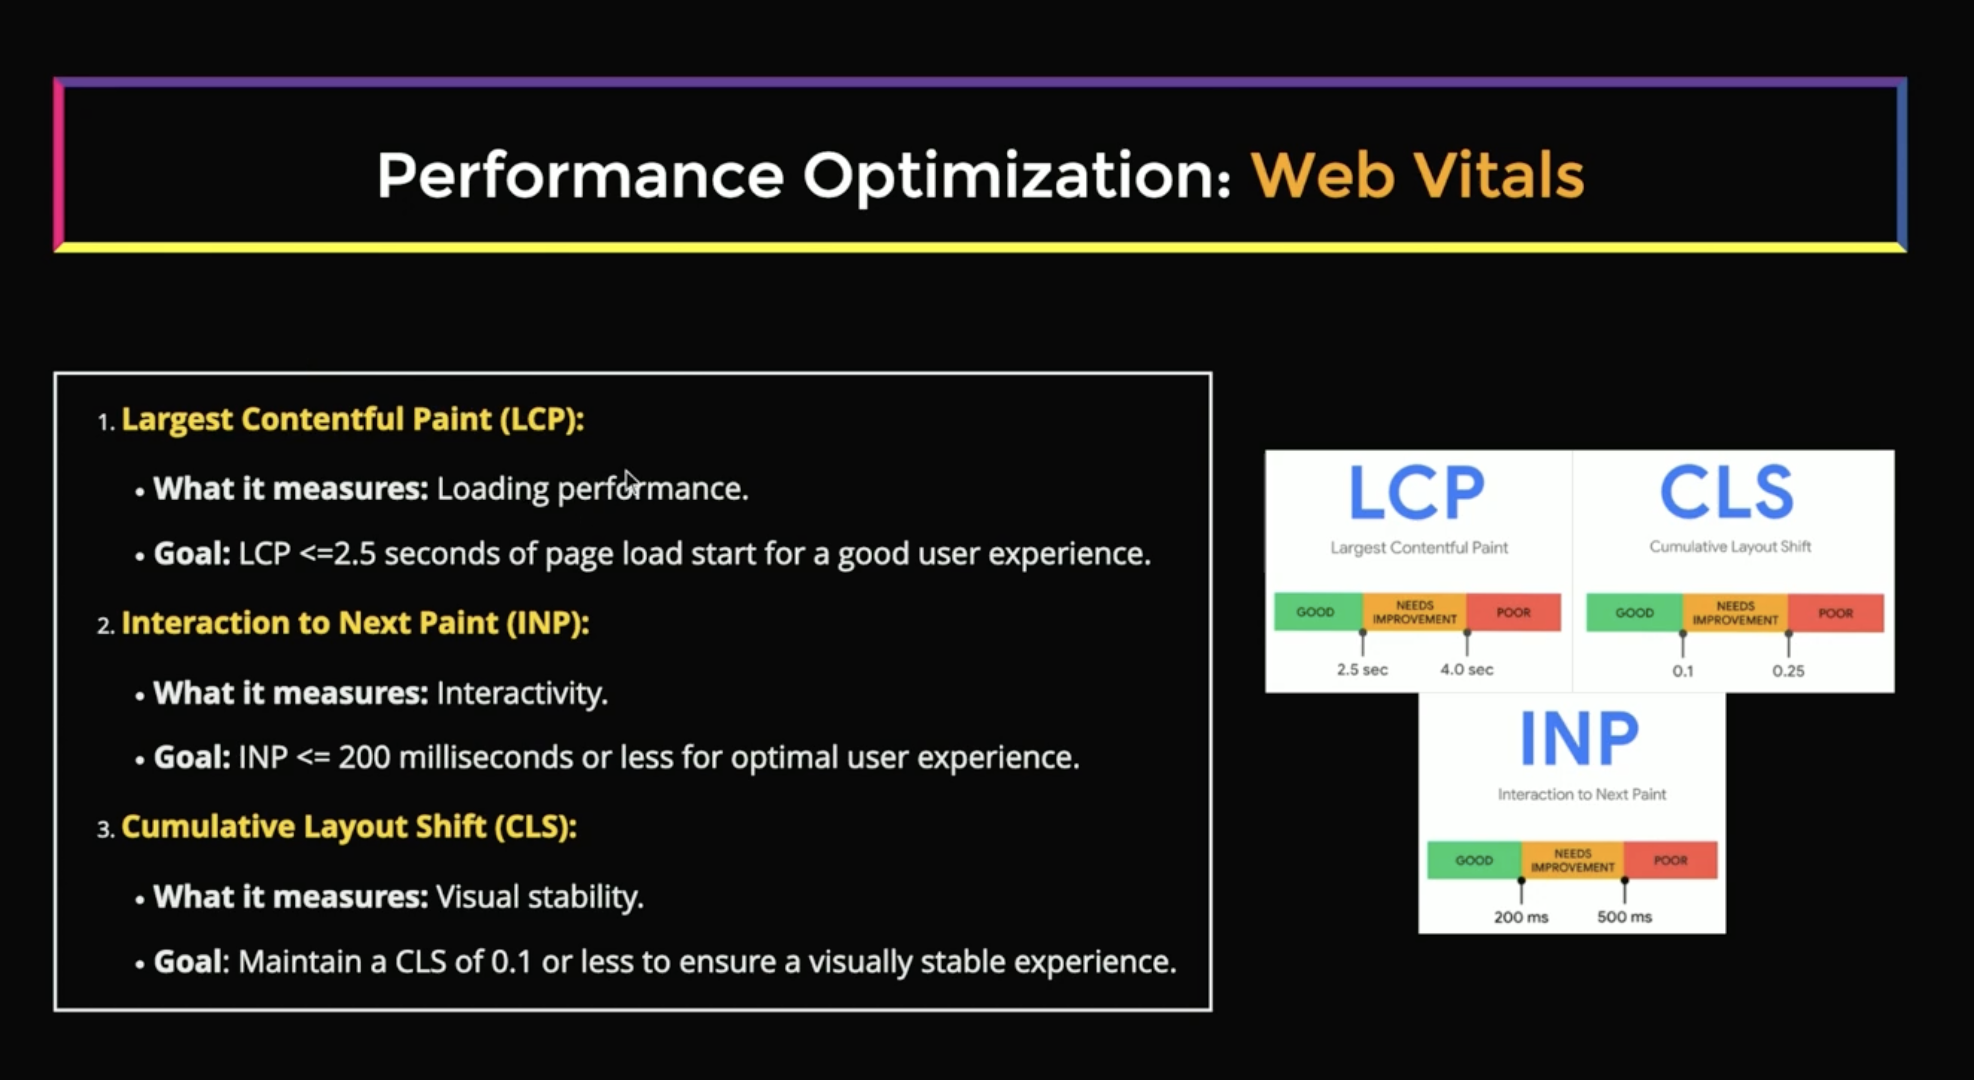 Performance Optimization: Web Vitals
1. Largest Contentful Paint (LCP):
• What it measures: Loading performance.
• Goal: LCP <=2.5 seconds of page load start for a good user experience.
2. Interaction to Next Paint (INP):
• What it measures: Interactivity.
• Goal: INP <= 200 milliseconds or less for optimal user experience.
3. Cumulative Layout Shift (CLS):
• What it measures: Visual stability.
• Goal: Maintain a CLS of 0.1 or less to ensure a visually stable experience.
LCP
Largest Contentful Paint
GOOD
NEEDS
IMPROVEMENT
POOR
2.5 sec
4.0 sec
CLS
Cumulative Layout Shift
GOOD
NEEDS
IMPROVEMENT
POOR
0.1
0.25
INP
Interaction to Next Paint
GOOD
NEEDS
IMPROVEMENT
POOR
200 ms
500 ms